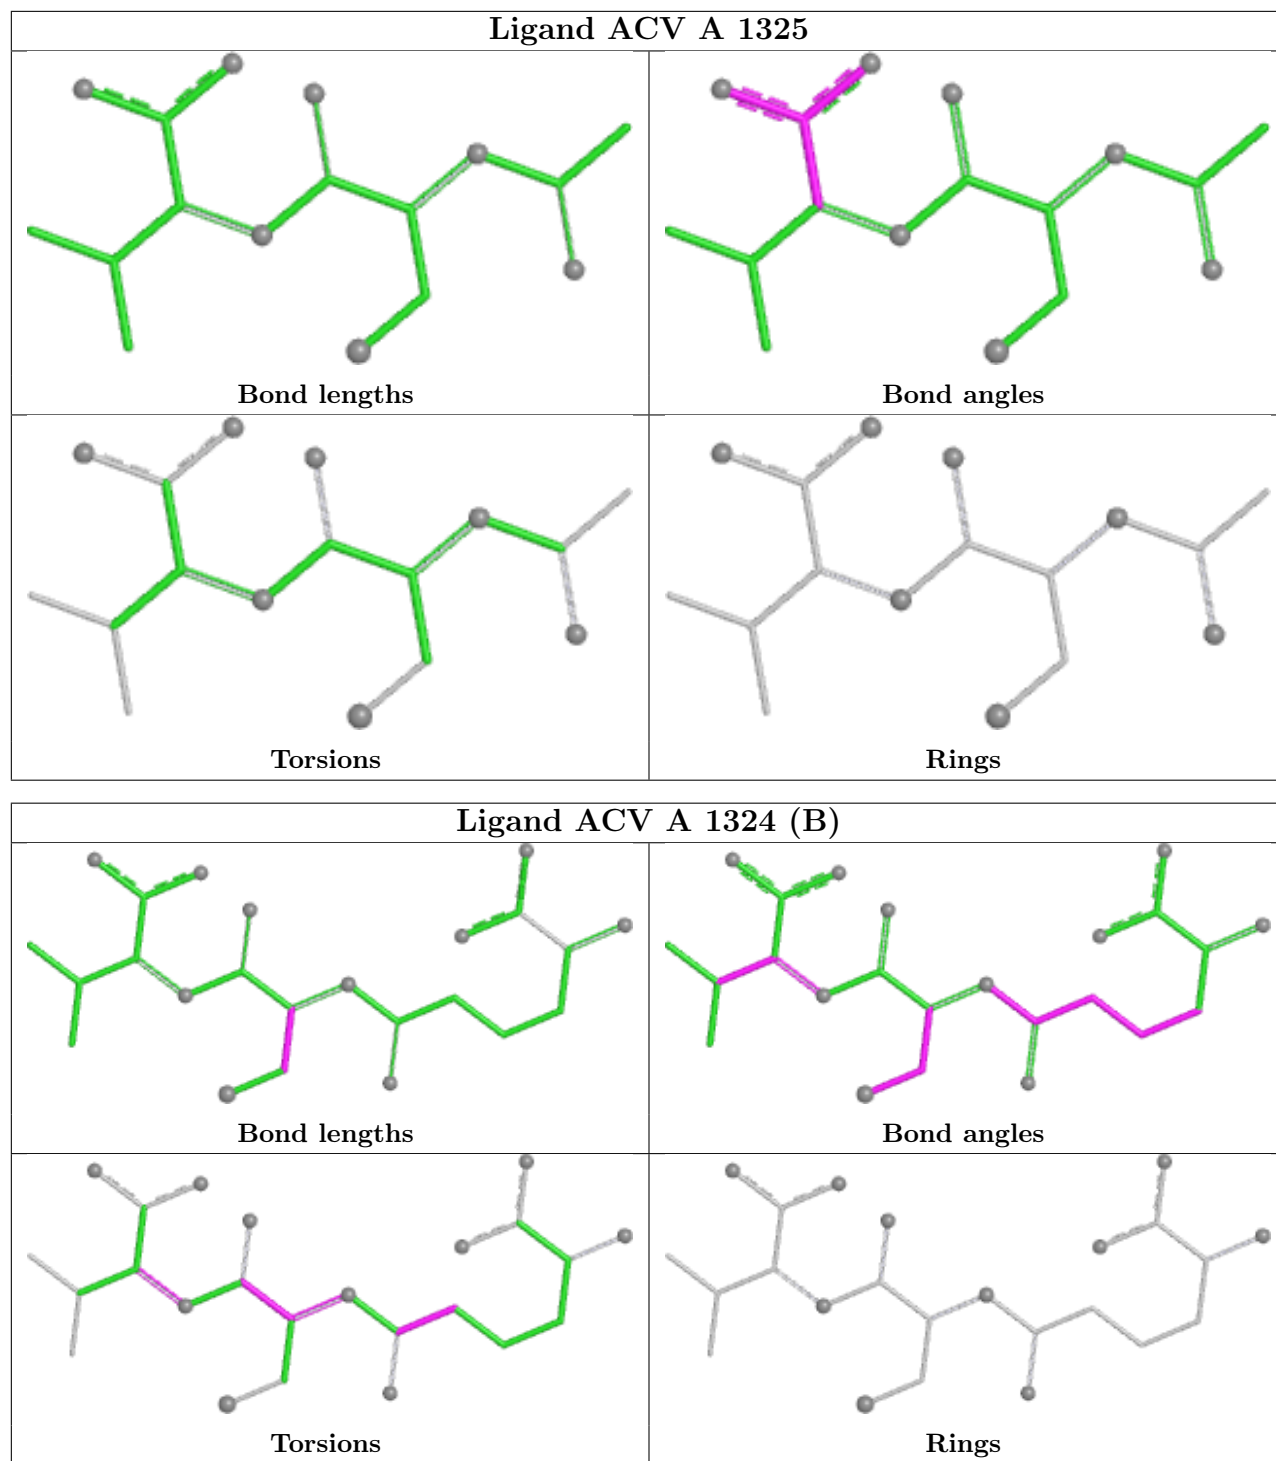 Ligand ACV A 1325
Bond lengths
Bond angles
Torsions
Rings
Ligand ACV A 1324 (B)
Bond lengths
Bond angles
Torsions
Rings